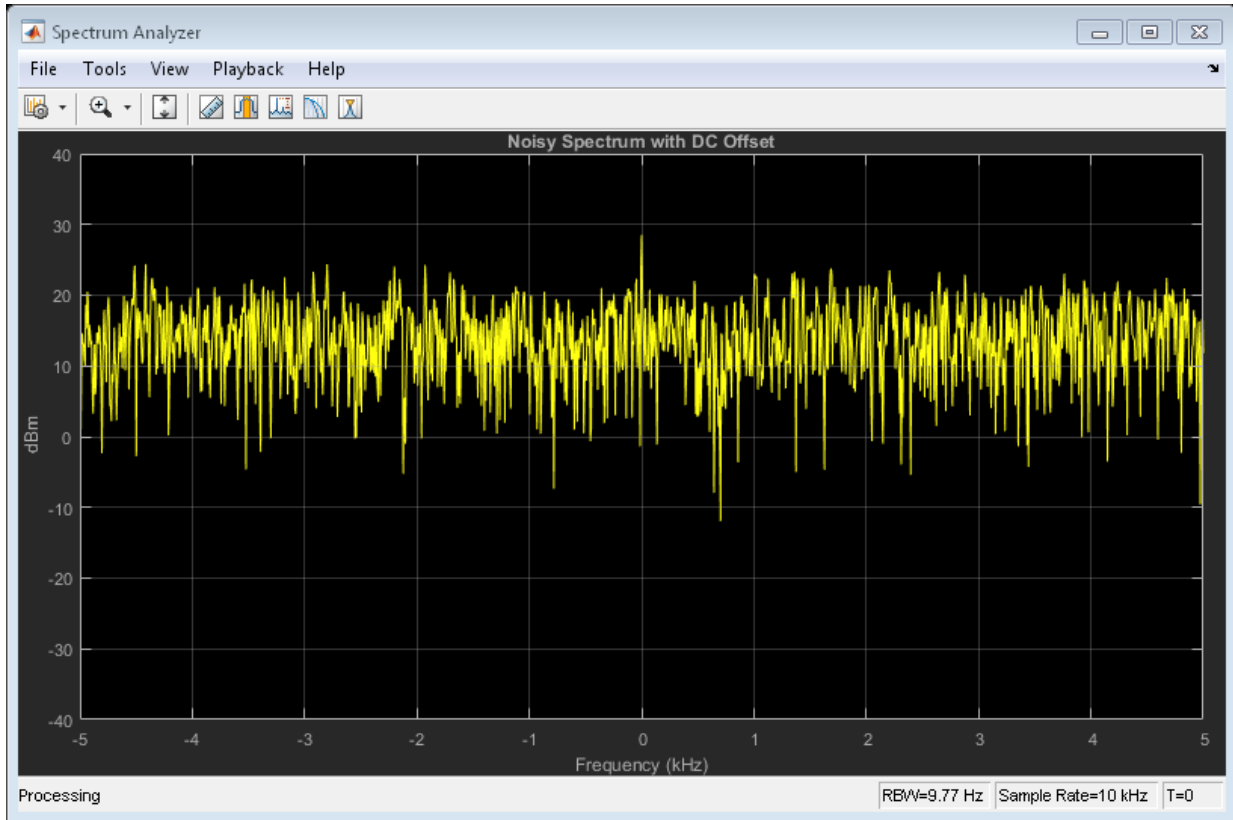 Spectrum Analyzer
File Tools View Playback Help
Noisy Spectrum with DC Offset
40
30
20
10
0
-10
-20
-30
-40
dBm
-5 -4 -3 -2 -1 0 1 2 3 4 5
Frequency (kHz)
Processing RBW=9.77 Hz Sample Rate=10 kHz T=0